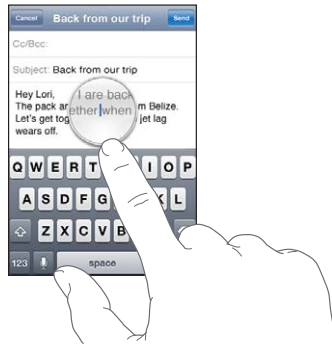 Cancel Back from our trip Send
Cc/Bcc:
Subject: Back from our trip
Hey Lori,
The pack ar I are back m Belize.
Let's get tog ether when jet lag
wears off.
Q W E R T I O P
A S D F G K L
Z X C V B
123 space